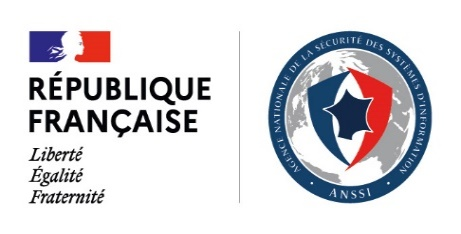 RÉPUBLIQUE
FRANÇAISE
Liberté
Égalité
Fraternité
AGENCE NATIONALE DE LA SÉCURITÉ DES SYSTÈMES D'INFORMATION
• ANSSI •